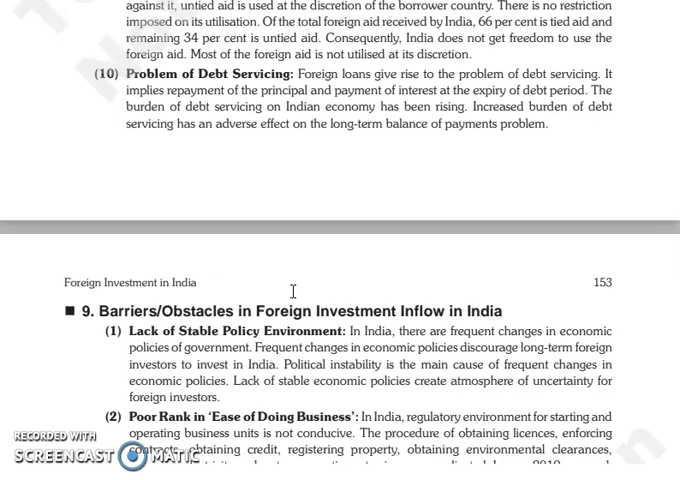 against it, untied aid is used at the discretion of the borrower country. There is no restriction
imposed on its utilisation. Of the total foreign aid received by India, 66 per cent is tied aid and
remaining 34 per cent is untied aid. Consequently, India does not get freedom to use the
foreign aid. Most of the foreign aid is not utilised at its discretion.
(10) Problem of Debt Servicing: Foreign loans give rise to the problem of debt servicing. It
implies repayment of the principal and payment of interest at the expiry of debt period. The
burden of debt servicing on Indian economy has been rising. Increased burden of debt
servicing has an adverse effect on the long-term balance of payments problem.
Foreign Investment in India 153
■ 9. Barriers/Obstacles in Foreign Investment Inflow in India
(1) Lack of Stable Policy Environment: In India, there are frequent changes in economic
policies of government. Frequent changes in economic policies discourage long-term foreign
investors to invest in India. Political instability is the main cause of frequent changes in
economic policies. Lack of stable economic policies create atmosphere of uncertainty for
foreign investors.
(2) Poor Rank in ‘Ease of Doing Business’: In India, regulatory environment for starting and
operating business units is not conducive. The procedure of obtaining licences, enforcing
contracts, obtaining credit, registering property, obtaining environmental clearances,
RECORDED WITH
SCREENCAST MATIC